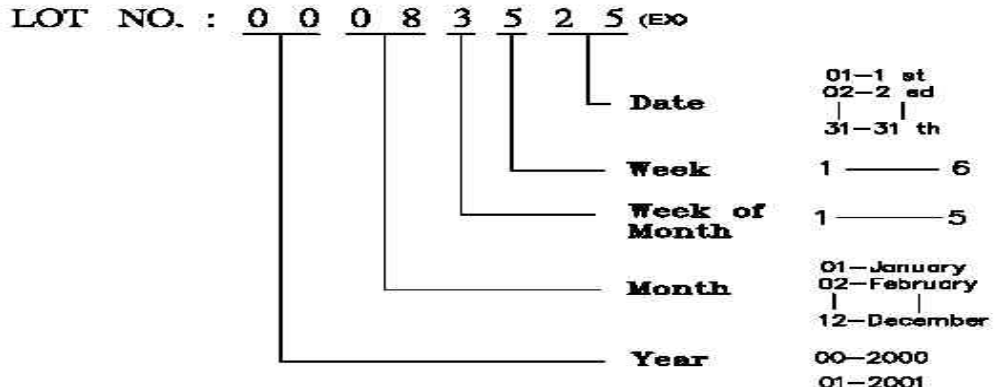 LOT NO. : 0 0 0 8 3 5 2 5 (EX)
Date 01-1 st
02-2 ed
31-31 th
Week 1 6
Week of
Month 1 5
01-January
Month 02-February
12-December
Year 00-2000
01-2001